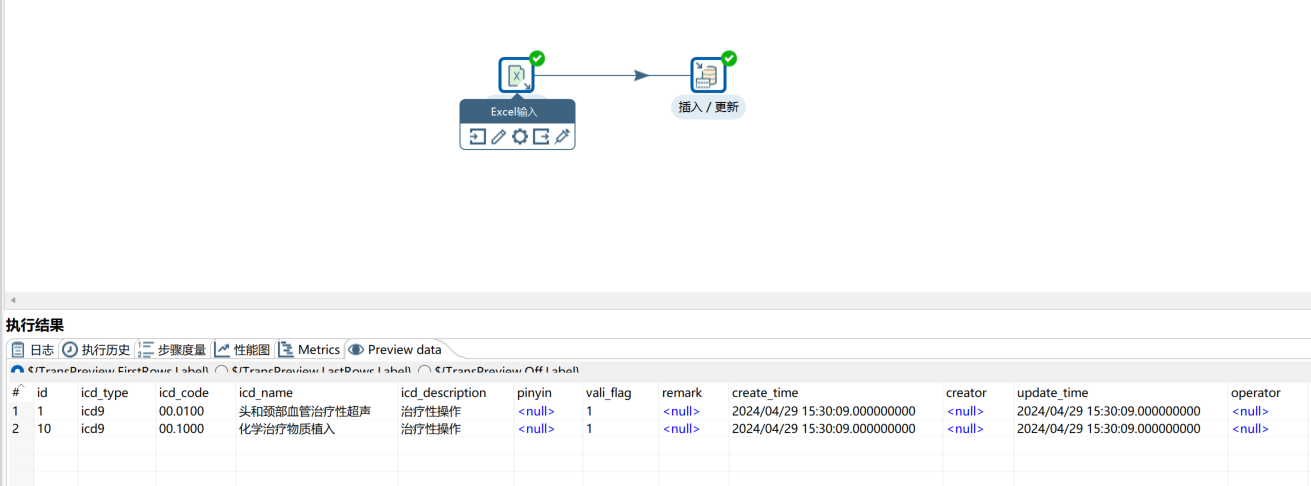 Excel输入
插入 / 更新
执行结果
日志 执行历史 步骤度量 性能图 Metrics Preview data
${TransPreview.FirstRows.Label} ${TransPreview.LastRows.Label} ${TransPreview.Off.Label}
# id icd_type icd_code icd_name icd_description pinyin vali_flag remark create_time creator update_time operator
1 1 icd9 00.0100 头和颈部血管治疗性超声 治疗性操作 <null> 1 <null> 2024/04/29 15:30:09.000000000 <null> 2024/04/29 15:30:09.000000000 <null>
2 10 icd9 00.1000 化学治疗物质植入 治疗性操作 <null> 1 <null> 2024/04/29 15:30:09.000000000 <null> 2024/04/29 15:30:09.000000000 <null>